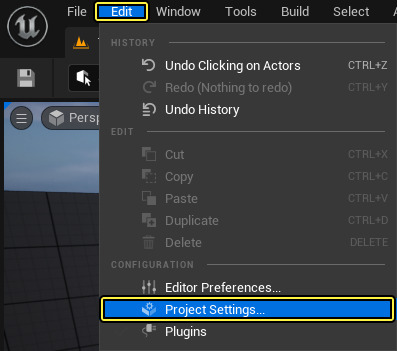 File Edit Window Tools Build Select
HISTORY
Undo Clicking on Actors CTRL+Z
Redo (Nothing to redo) CTRL+Y
Undo History
Persp
EDIT
Cut CTRL+X
Copy CTRL+C
Paste CTRL+V
Duplicate CTRL+D
Delete DELETE
CONFIGURATION
Editor Preferences...
Project Settings...
Plugins